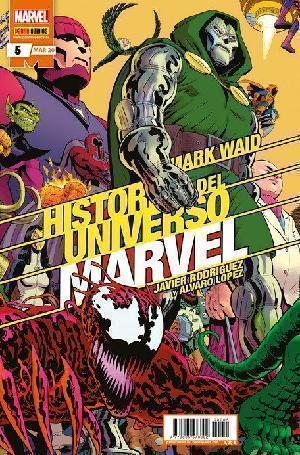 MARVEL
PANINI COMICS
5
MAR 20
MARK WAID
HISTORIA DEL
UNIVERSO
MARVEL
JAVIER RODRÍGUEZ
y ÁLVARO LÓPEZ